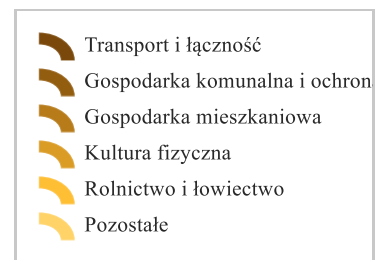 Transport i łączność
Gospodarka komunalna i ochron
Gospodarka mieszkaniowa
Kultura fizyczna
Rolnictwo i łowiectwo
Pozostałe